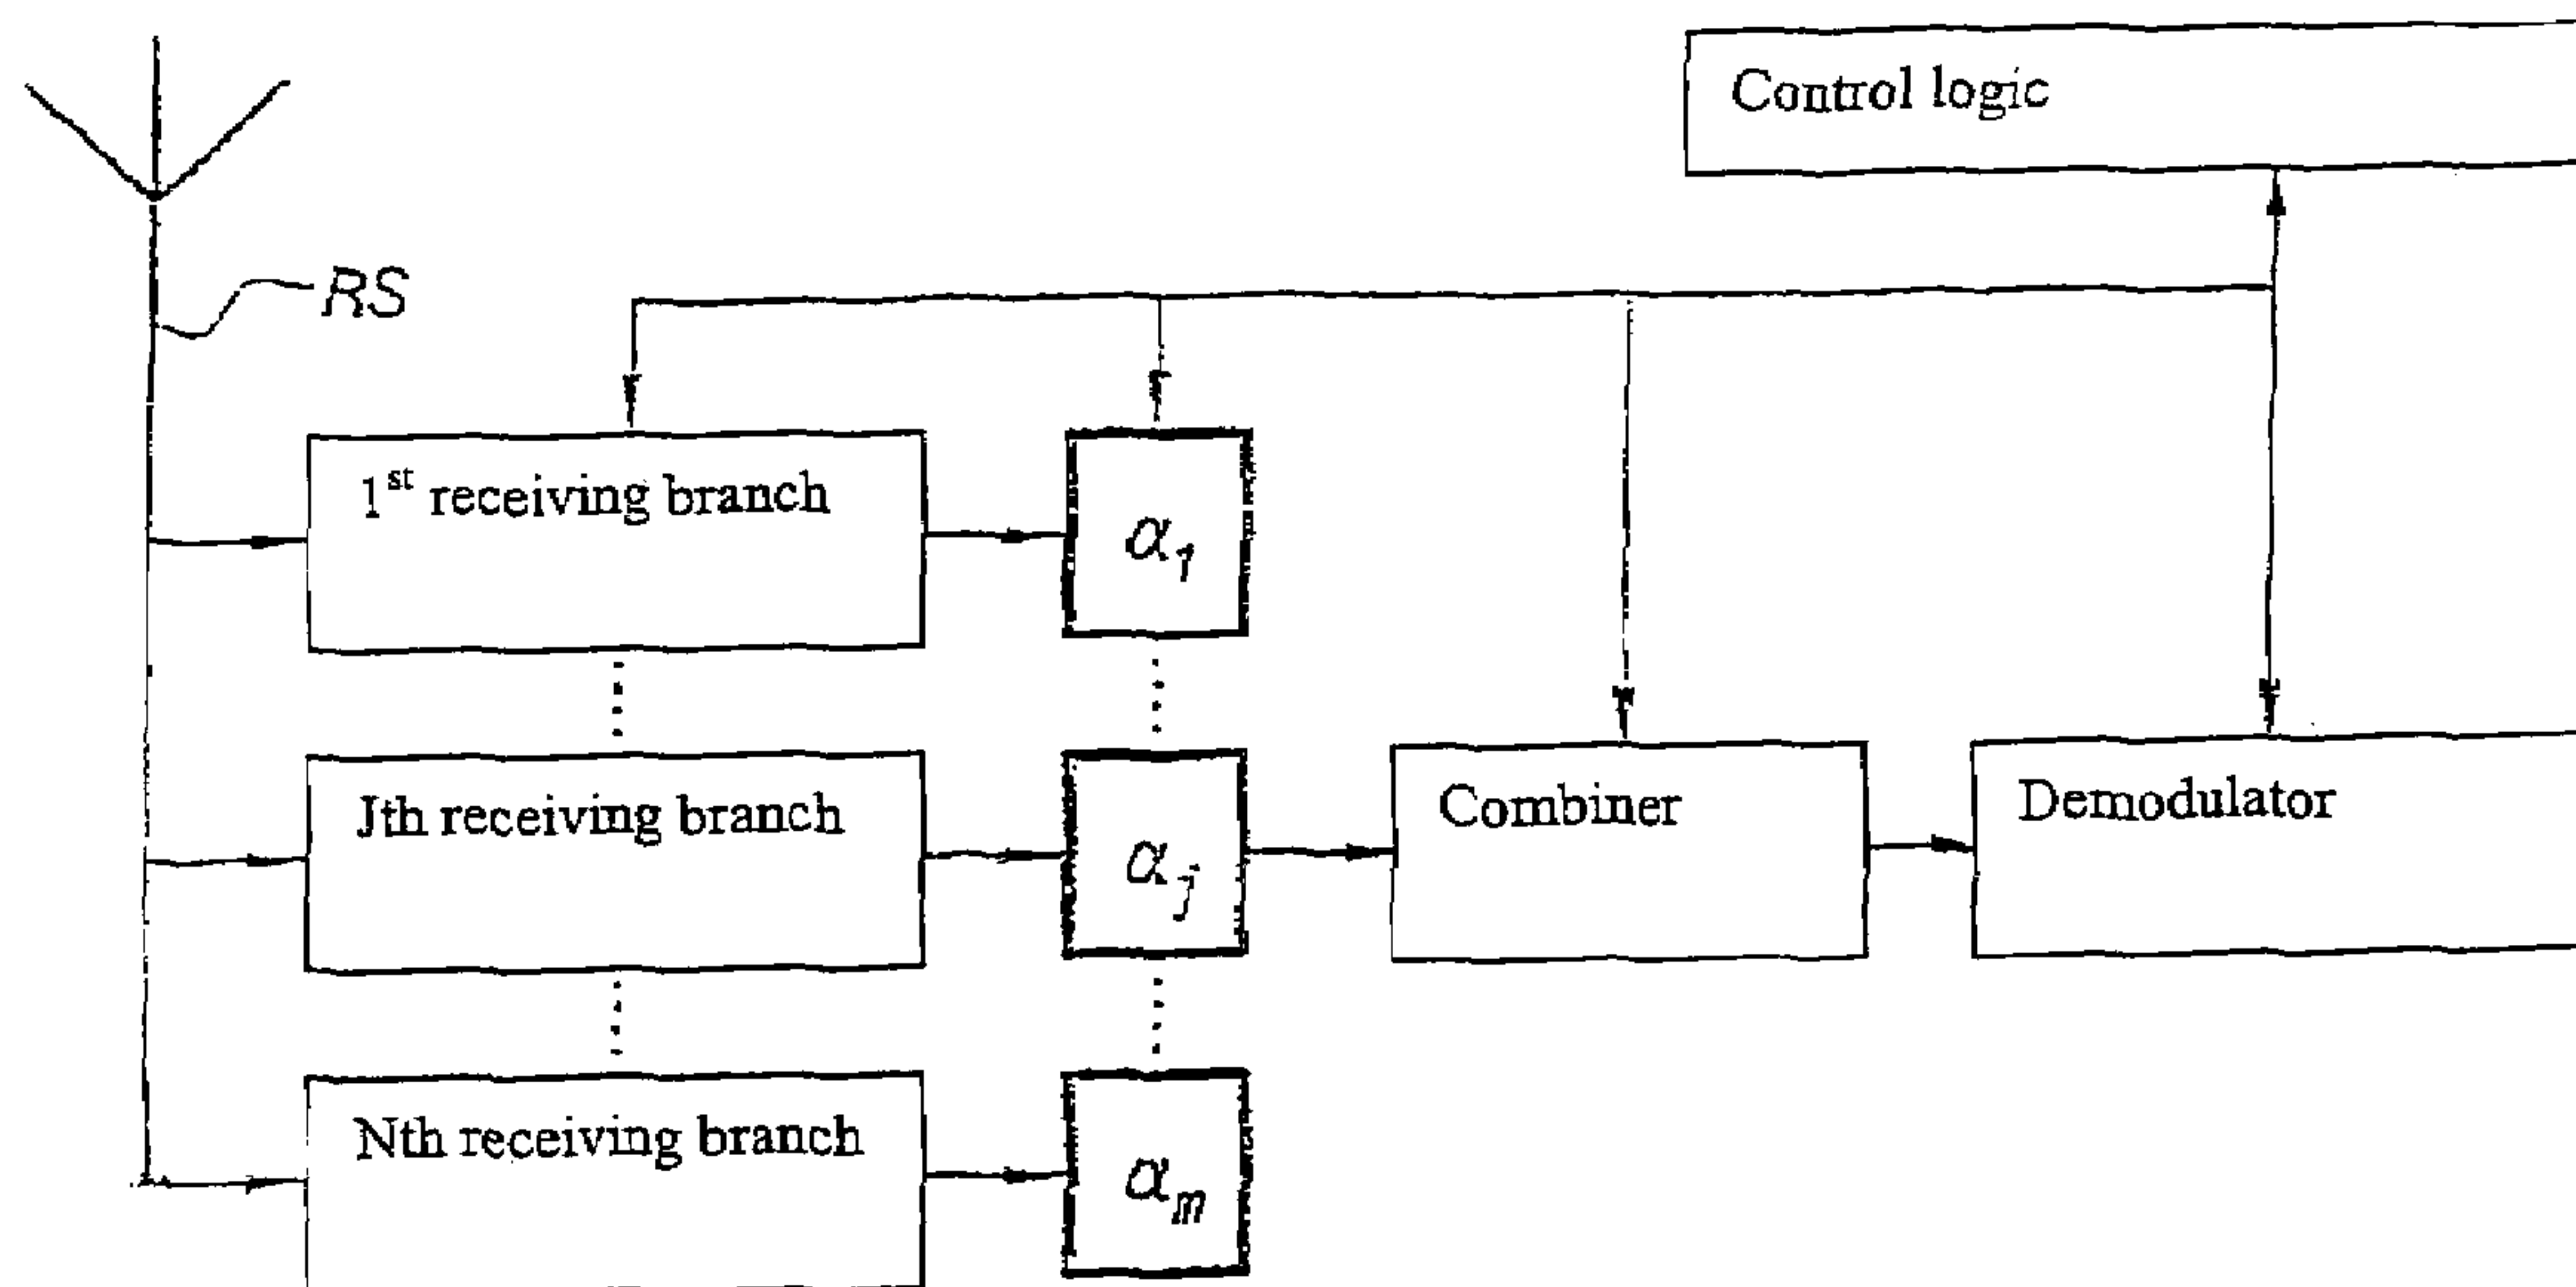 Control logic
RS
1st receiving branch
α1
Jth receiving branch
αj
Combiner
Demodulator
Nth receiving branch
αm